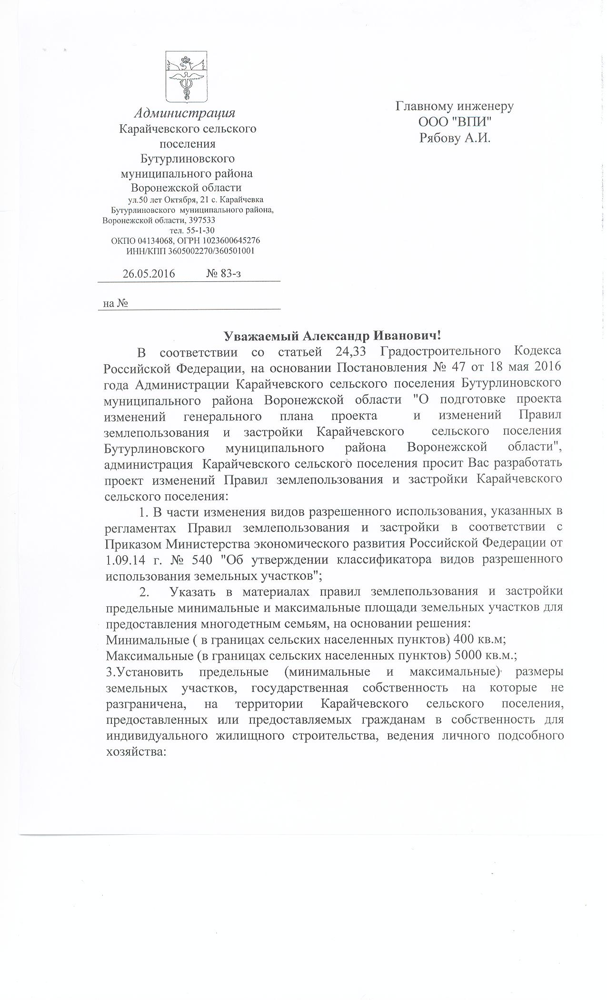 Администрация
Карайчевского сельского
поселения
Бутурлиновского
муниципального района
Воронежской области
ул.50 лет Октября, 21 с. Карайчевка
Бутурлиновского муниципального района,
Воронежской области, 397533
тел. 55-1-30
ОКПО 04134068, ОГРН 1023600645276
ИНН/КПП 3605002270/360501001
26.05.2016 № 83-з
на №
Главному инженеру
ООО "ВПИ"
Рябову А.И.
Уважаемый Александр Иванович!
В соответствии со статьей 24,33 Градостроительного Кодекса
Российской Федерации, на основании Постановления № 47 от 18 мая 2016
года Администрации Карайчевского сельского поселения Бутурлиновского
муниципального района Воронежской области "О подготовке проекта
изменений генерального плана проекта и изменений Правил
землепользования и застройки Карайчевского сельского поселения
Бутурлиновского муниципального района Воронежской области",
администрация Карайчевского сельского поселения просит Вас разработать
проект изменений Правил землепользования и застройки Карайчевского
сельского поселения:
1. В части изменения видов разрешенного использования, указанных в
регламентах Правил землепользования и застройки в соответствии с
Приказом Министерства экономического развития Российской Федерации от
1.09.14 г. № 540 "Об утверждении классификатора видов разрешенного
использования земельных участков";
2. Указать в материалах правил землепользования и застройки
предельные минимальные и максимальные площади земельных участков для
предоставления многодетным семьям, на основании решения:
Минимальные ( в границах сельских населенных пунктов) 400 кв.м;
Максимальные (в границах сельских населенных пунктов) 5000 кв.м.;
3.Установить предельные (минимальные и максимальные) размеры
земельных участков, государственная собственность на которые не
разграничена, на территории Карайчевского сельского поселения,
предоставленных или предоставляемых гражданам в собственность для
индивидуального жилищного строительства, ведения личного подсобного
хозяйства: